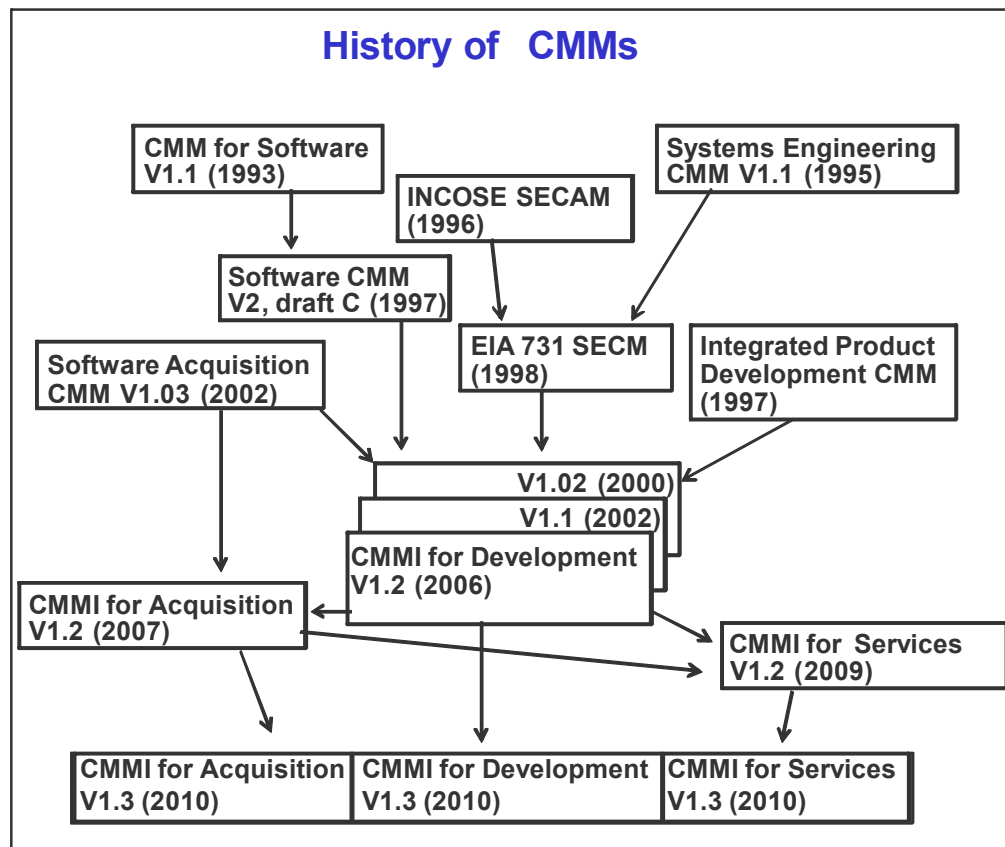 History of CMMs
CMM for Software
V1.1 (1993)
Systems Engineering
CMM V1.1 (1995)
INCOSE SECAM
(1996)
Software CMM
V2, draft C (1997)
EIA 731 SECM
(1998)
Integrated Product
Development CMM
(1997)
Software Acquisition
CMM V1.03 (2002)
V1.02 (2000)
V1.1 (2002)
CMMI for Development
V1.2 (2006)
CMMI for Acquisition
V1.2 (2007)
CMMI for Services
V1.2 (2009)
CMMI for Acquisition
V1.3 (2010)
CMMI for Development
V1.3 (2010)
CMMI for Services
V1.3 (2010)